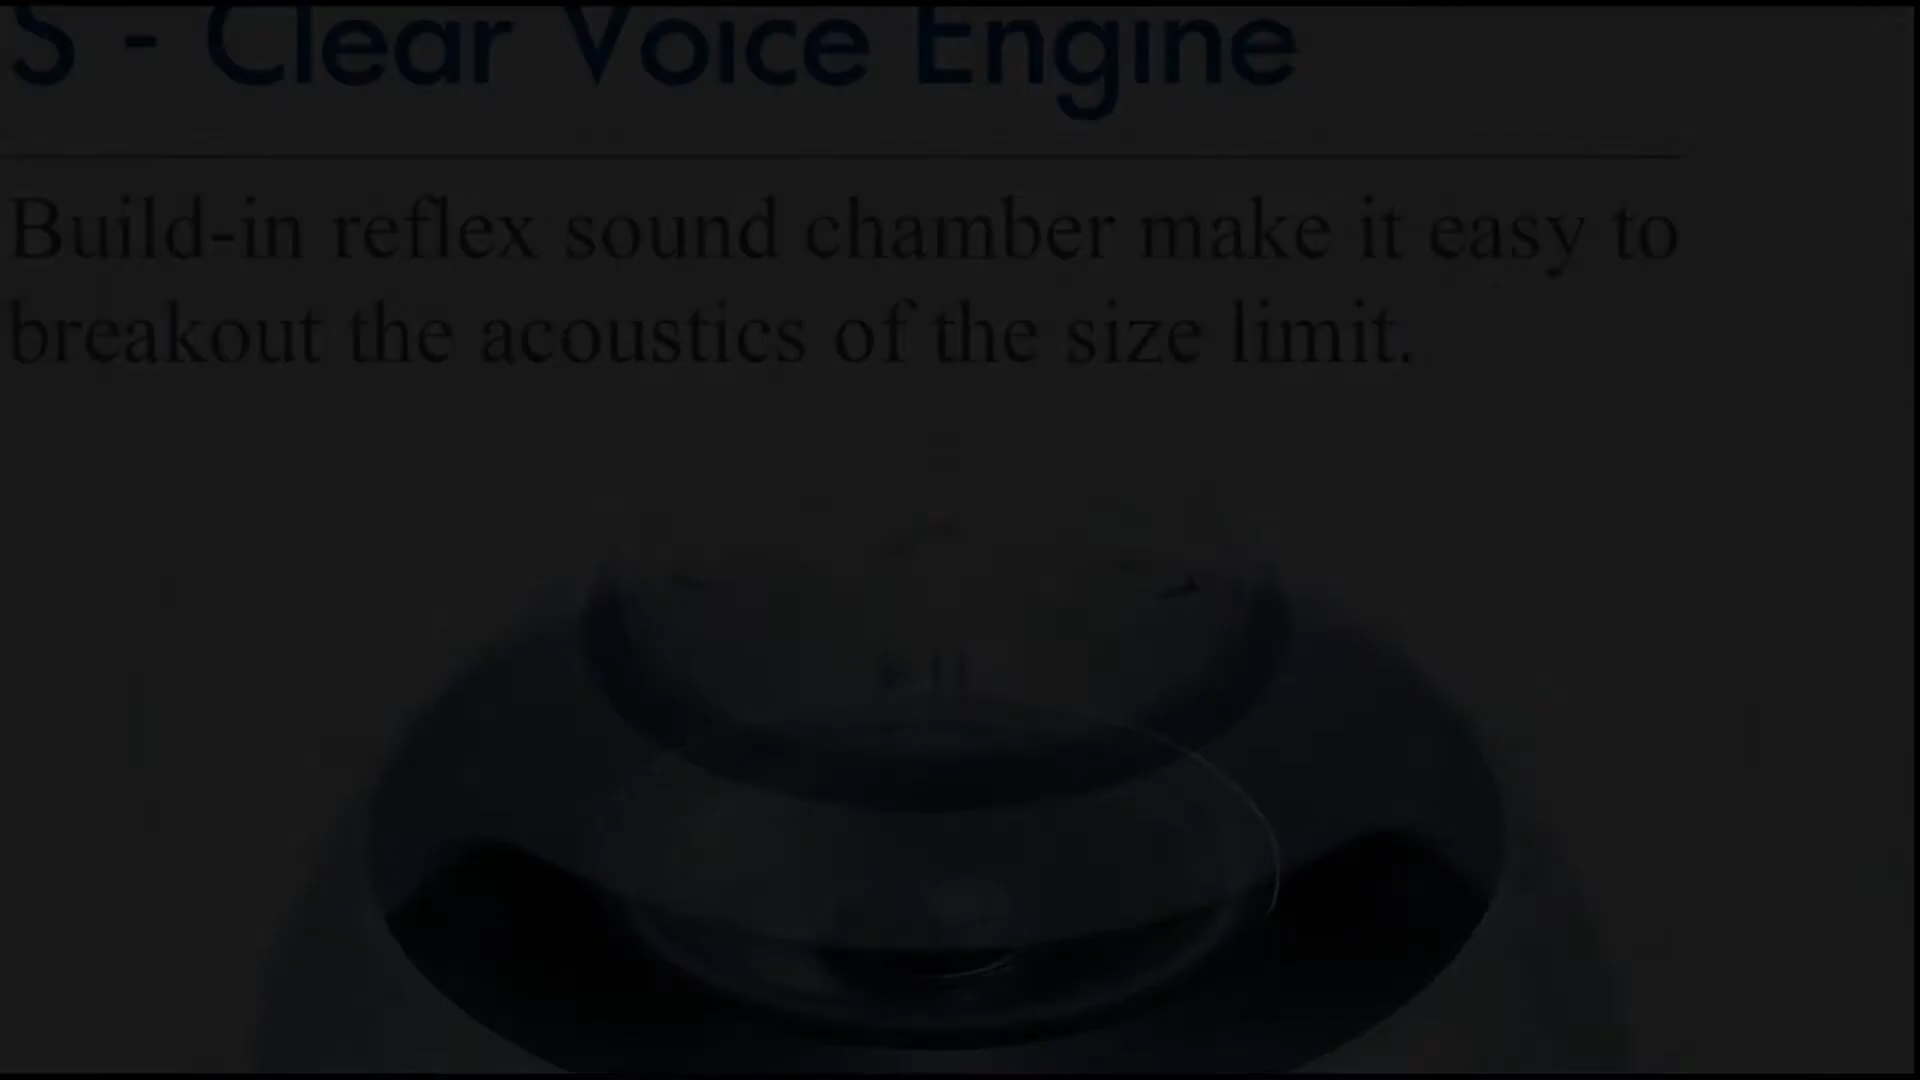 S - Clear Voice Engine
Build-in reflex sound chamber make it easy to
breakout the acoustics of the size limit.